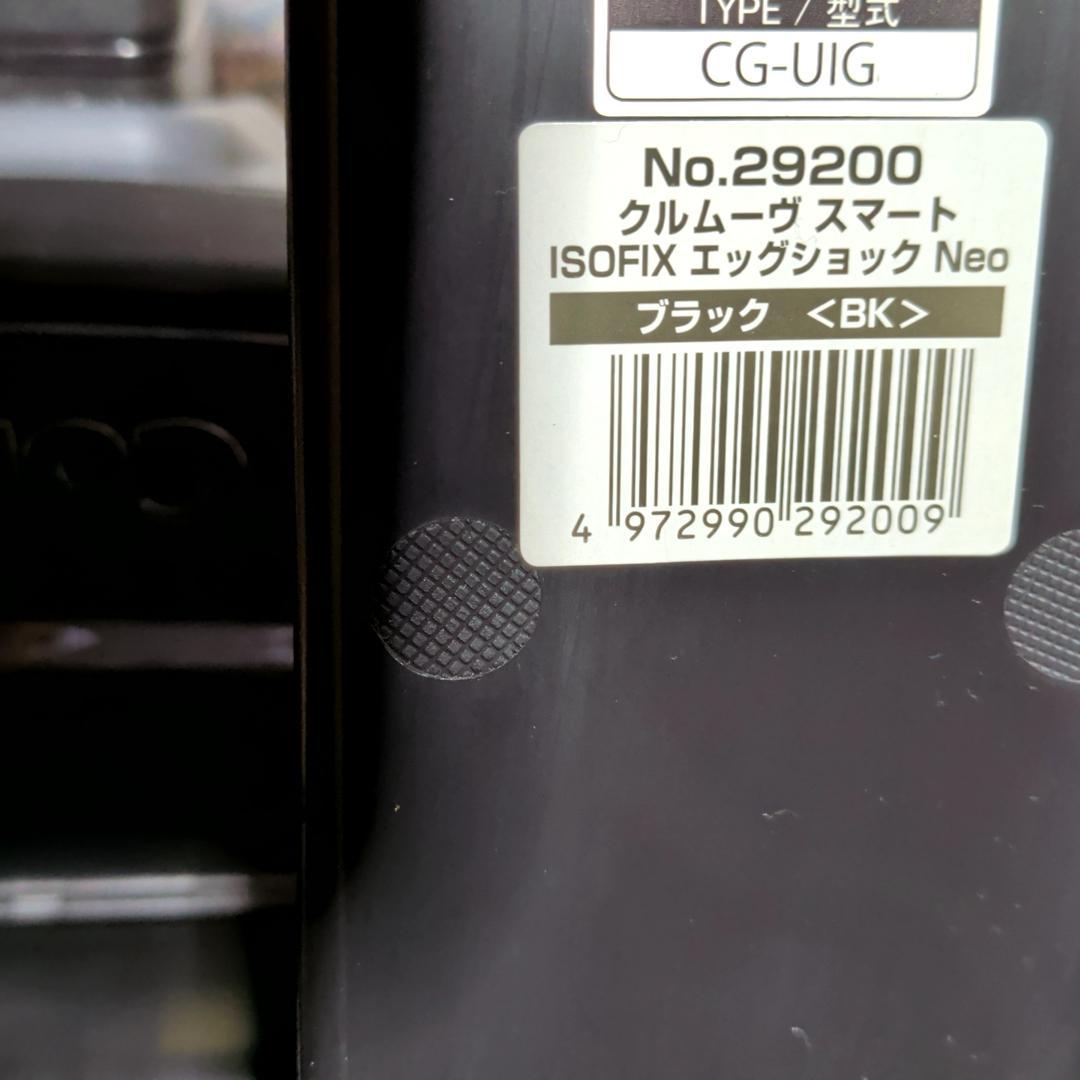 TYPE / 型式
CG-UIG
No.29200
クルムーヴ スマート
ISOFIX エッグショック Neo
ブラック <BK>
4 972990 292009